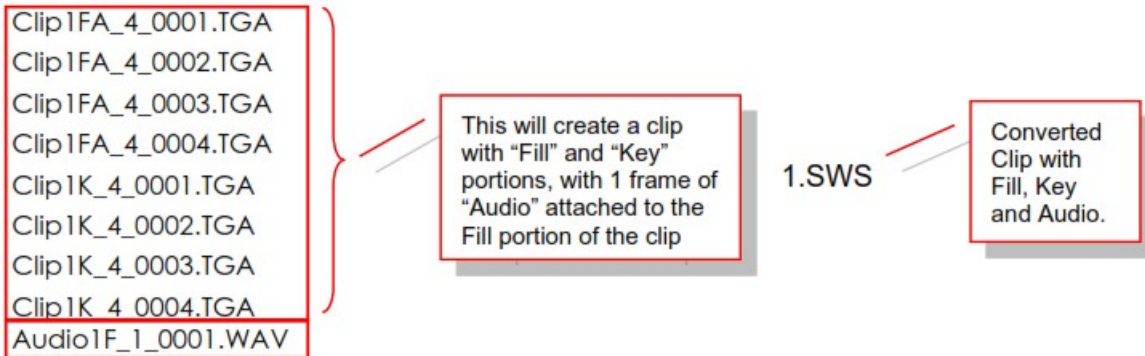 Clip1FA_4_0001.TGA
Clip1FA_4_0002.TGA
Clip1FA_4_0003.TGA
Clip1FA_4_0004.TGA
Clip1K_4_0001.TGA
Clip1K_4_0002.TGA
Clip1K_4_0003.TGA
Clip1K_4_0004.TGA
Audio1F_1_0001.WAV
This will create a clip
with “Fill” and “Key”
portions, with 1 frame of
“Audio” attached to the
Fill portion of the clip
1.SWS
Converted
Clip with
Fill, Key
and Audio.